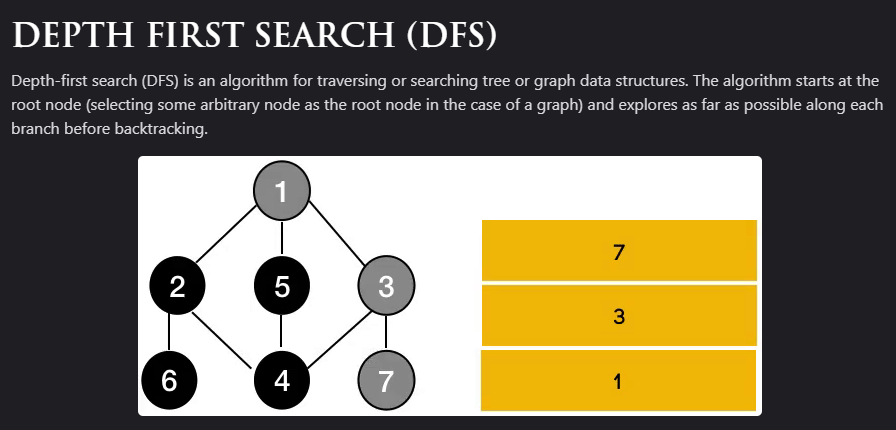 DEPTH FIRST SEARCH (DFS)
Depth-first search (DFS) is an algorithm for traversing or searching tree or graph data structures. The algorithm starts at the
root node (selecting some arbitrary node as the root node in the case of a graph) and explores as far as possible along each
branch before backtracking.
1
2 5 3
6 4 7
7
3
1